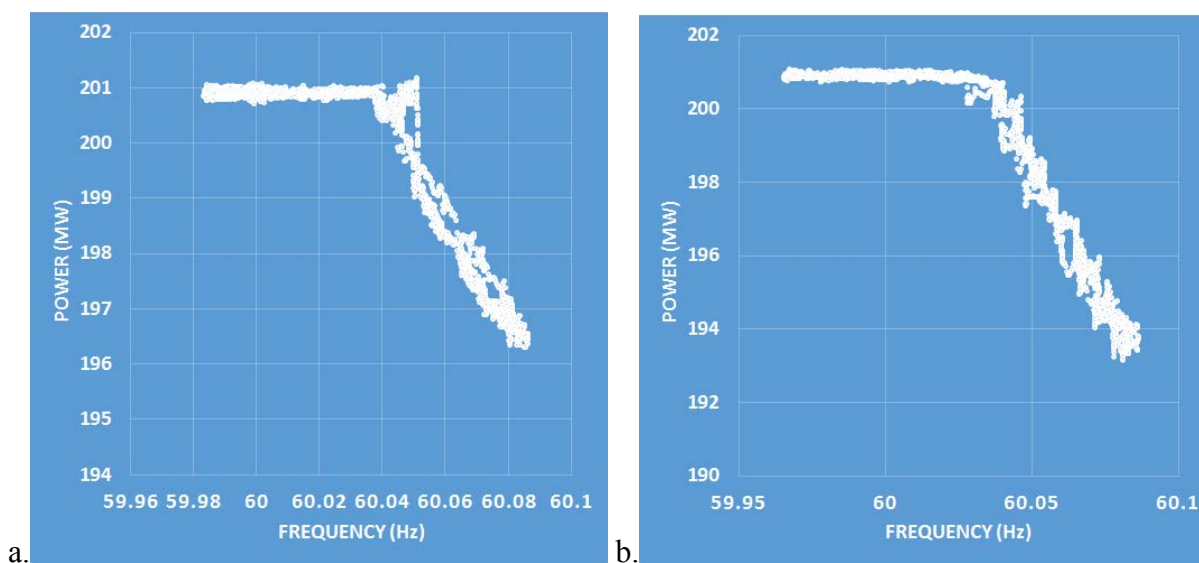 202
201
200
199
198
197
196
195
194
POWER (MW)
59.96 59.98 60 60.02 60.04 60.06 60.08 60.1
FREQUENCY (Hz)
a.
202
200
198
196
194
192
190
POWER (MW)
59.95 60 60.05 60.1
FREQUENCY (Hz)
b.